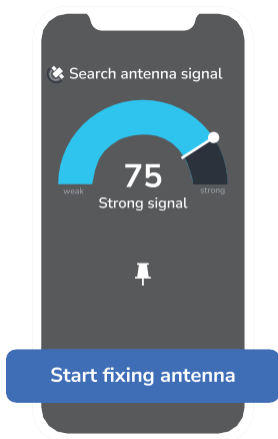 Search antenna signal
75
weak
strong
Strong signal
Start fixing antenna